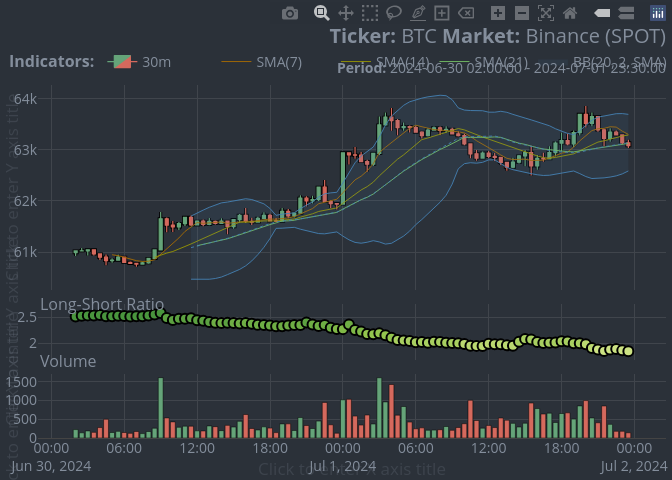 Ticker: BTC Market: Binance (SPOT)
Indicators: 30m SMA(7) SMA(14) SMA(21) BB(20, 2, SMA)
Period: 2024-06-30 02:00:00 - 2024-07-01 23:30:00
64k
63k
62k
61k
Long-Short Ratio
2.5
2
Volume
1500
1000
500
0
00:00 06:00 12:00 18:00 00:00 06:00 12:00 18:00 00:00
Jun 30, 2024 Jul 1, 2024 Jul 2, 2024
Click to enter X axis title
Click to enter Y axis title